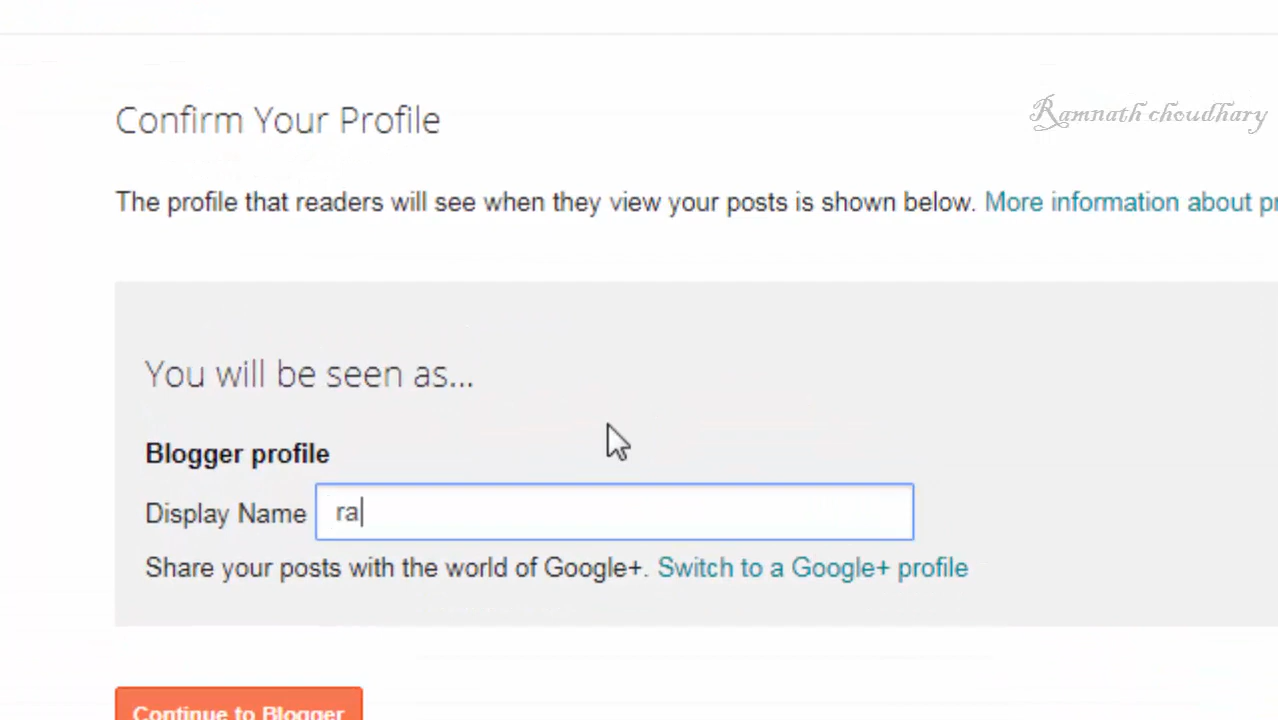 Confirm Your Profile
Ramnath choudhary
The profile that readers will see when they view your posts is shown below. More information about pr
You will be seen as...
Blogger profile
Display Name ra
Share your posts with the world of Google+. Switch to a Google+ profile
Continue to Blogger